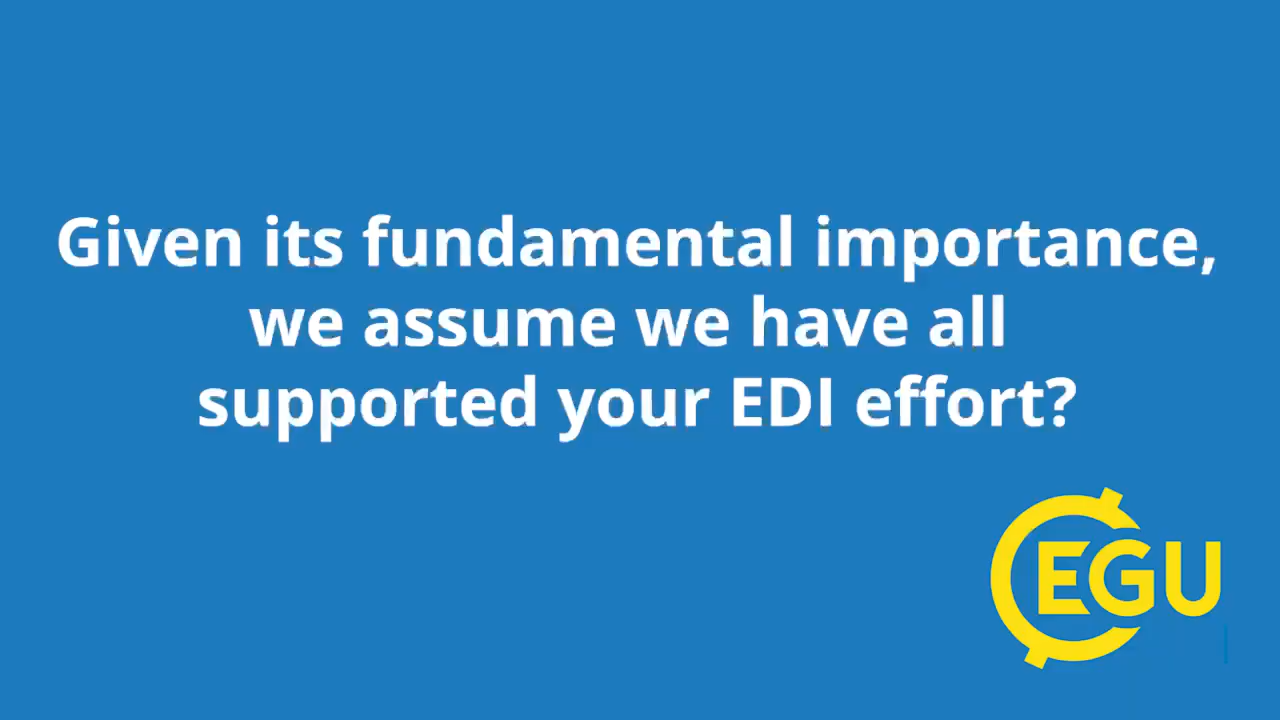 Given its fundamental importance,
we assume we have all
supported your EDI effort?
EGU